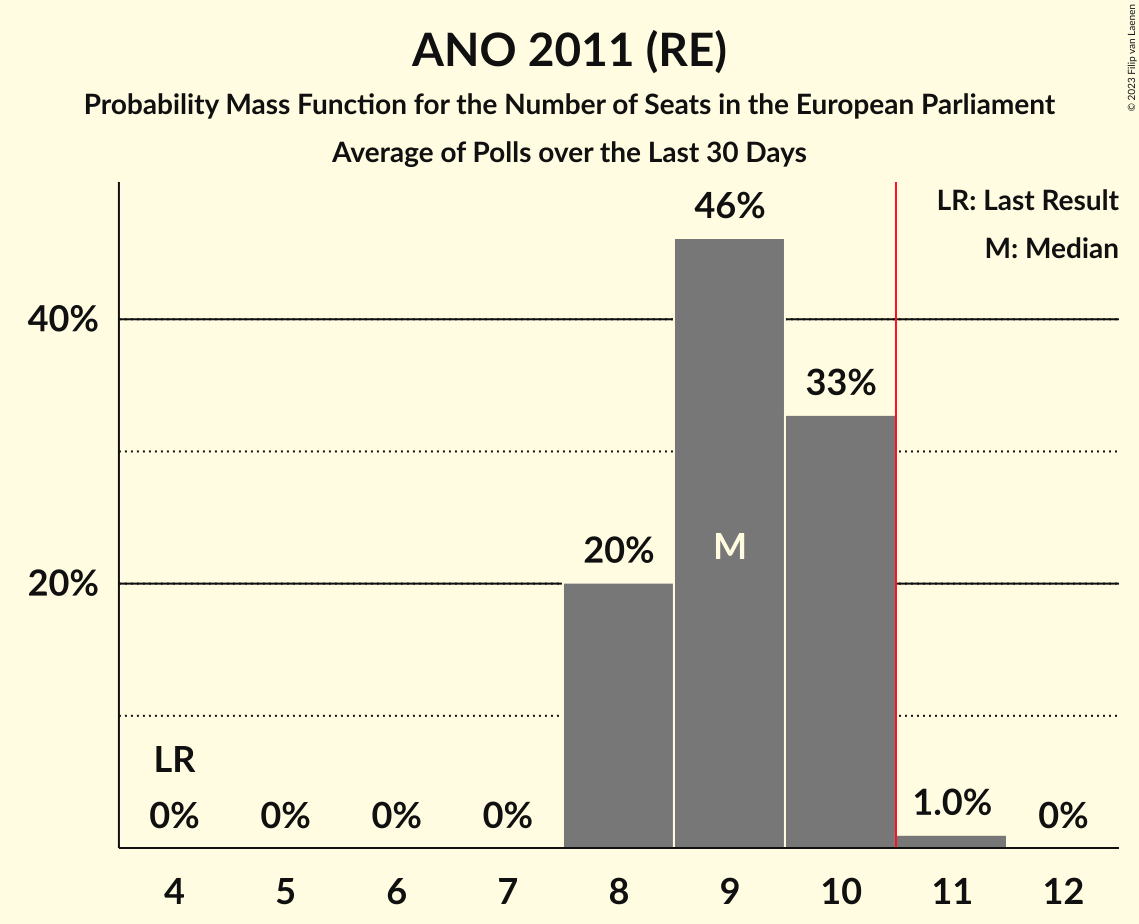 ANO 2011 (RE)
Probability Mass Function for the Number of Seats in the European Parliament
Average of Polls over the Last 30 Days
© 2023 Filip van Laenen
LR: Last Result
M: Median
46%
40%
33%
20%
M
20%
LR
0%
0%
0%
0%
1.0%
0%
4
5
6
7
8
9
10
11
12